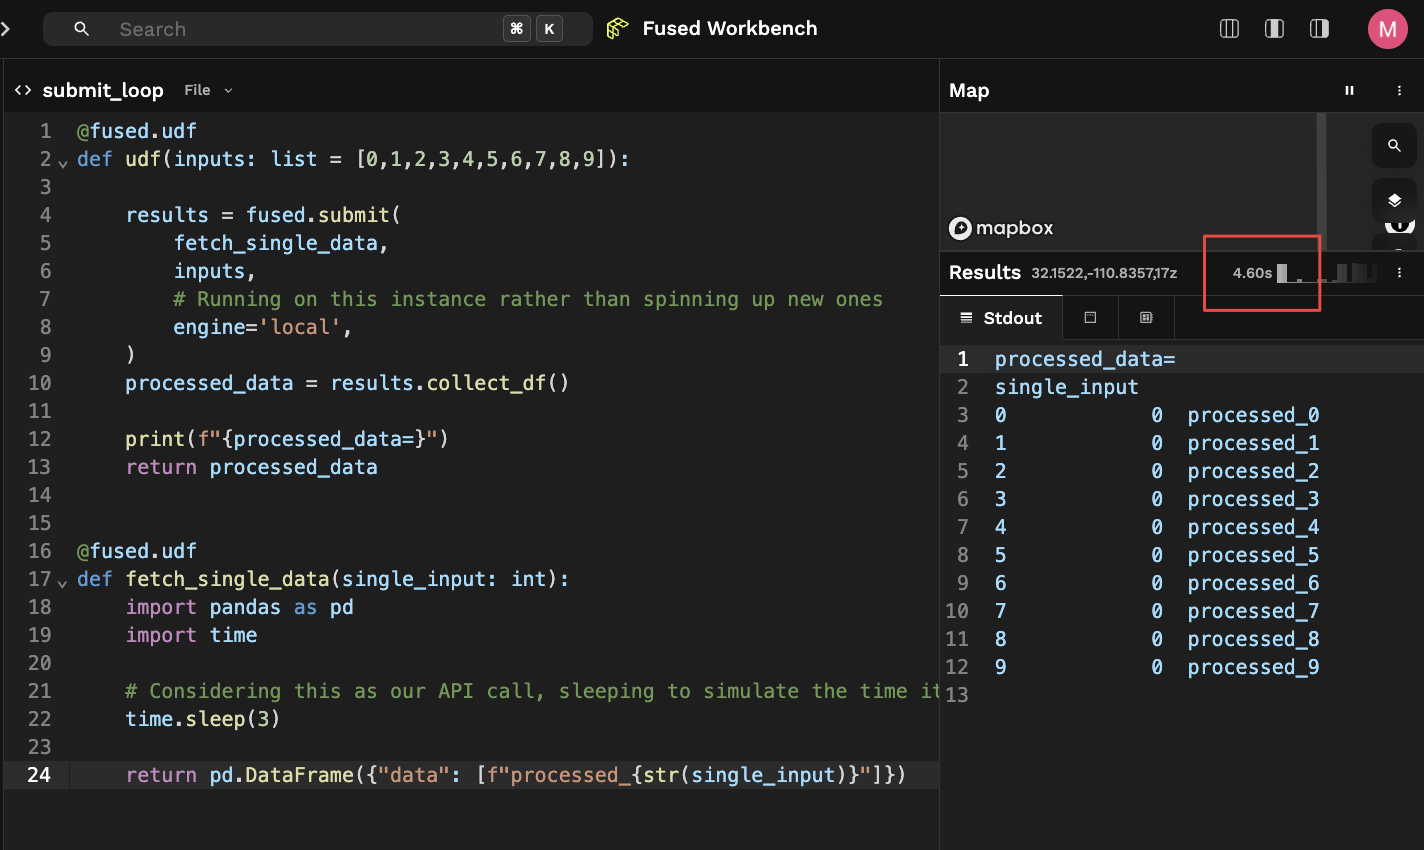 Search
⌘ K
Fused Workbench
M
<> submit_loop File
1 @fused.udf
2 def udf(inputs: list = [0,1,2,3,4,5,6,7,8,9]):
3
4 results = fused.submit(
5 fetch_single_data,
6 inputs,
7 # Running on this instance rather than spinning up new ones
8 engine='local',
9 )
10 processed_data = results.collect_df()
11
12 print(f"{processed_data=}")
13 return processed_data
14
15
16 @fused.udf
17 def fetch_single_data(single_input: int):
18 import pandas as pd
19 import time
20
21 # Considering this as our API call, sleeping to simulate the time it
22 time.sleep(3)
23
24 return pd.DataFrame({"data": [f"processed_{str(single_input)}"]})
Map
mapbox
Results 32.1522,-110.8357,17z 4.60s
Stdout
1 processed_data=
2 single_input
3 0 0 processed_0
4 1 0 processed_1
5 2 0 processed_2
6 3 0 processed_3
7 4 0 processed_4
8 5 0 processed_5
9 6 0 processed_6
10 7 0 processed_7
11 8 0 processed_8
12 9 0 processed_9
13